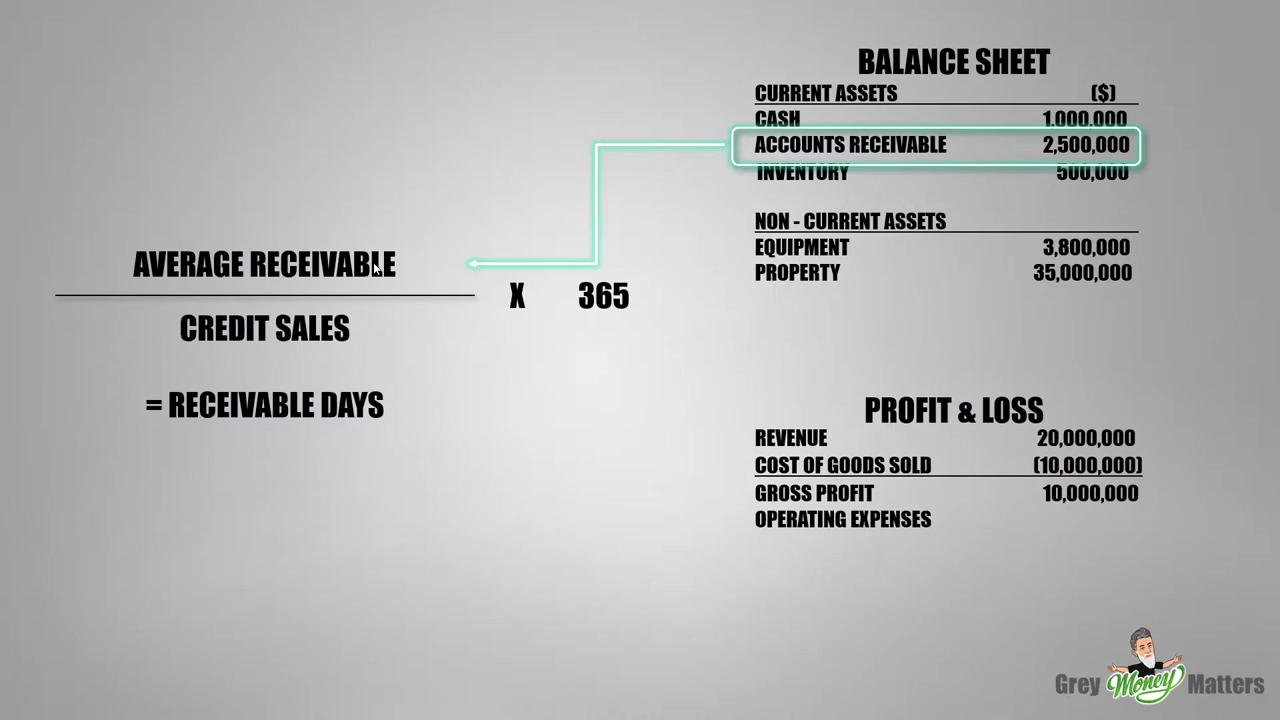 BALANCE SHEET
CURRENT ASSETS ($)
CASH 1,000,000
ACCOUNTS RECEIVABLE 2,500,000
INVENTORY 500,000
NON - CURRENT ASSETS
EQUIPMENT 3,800,000
PROPERTY 35,000,000
AVERAGE RECEIVABLE
X 365
CREDIT SALES
= RECEIVABLE DAYS
PROFIT & LOSS
REVENUE 20,000,000
COST OF GOODS SOLD (10,000,000)
GROSS PROFIT 10,000,000
OPERATING EXPENSES
Grey Money Matters